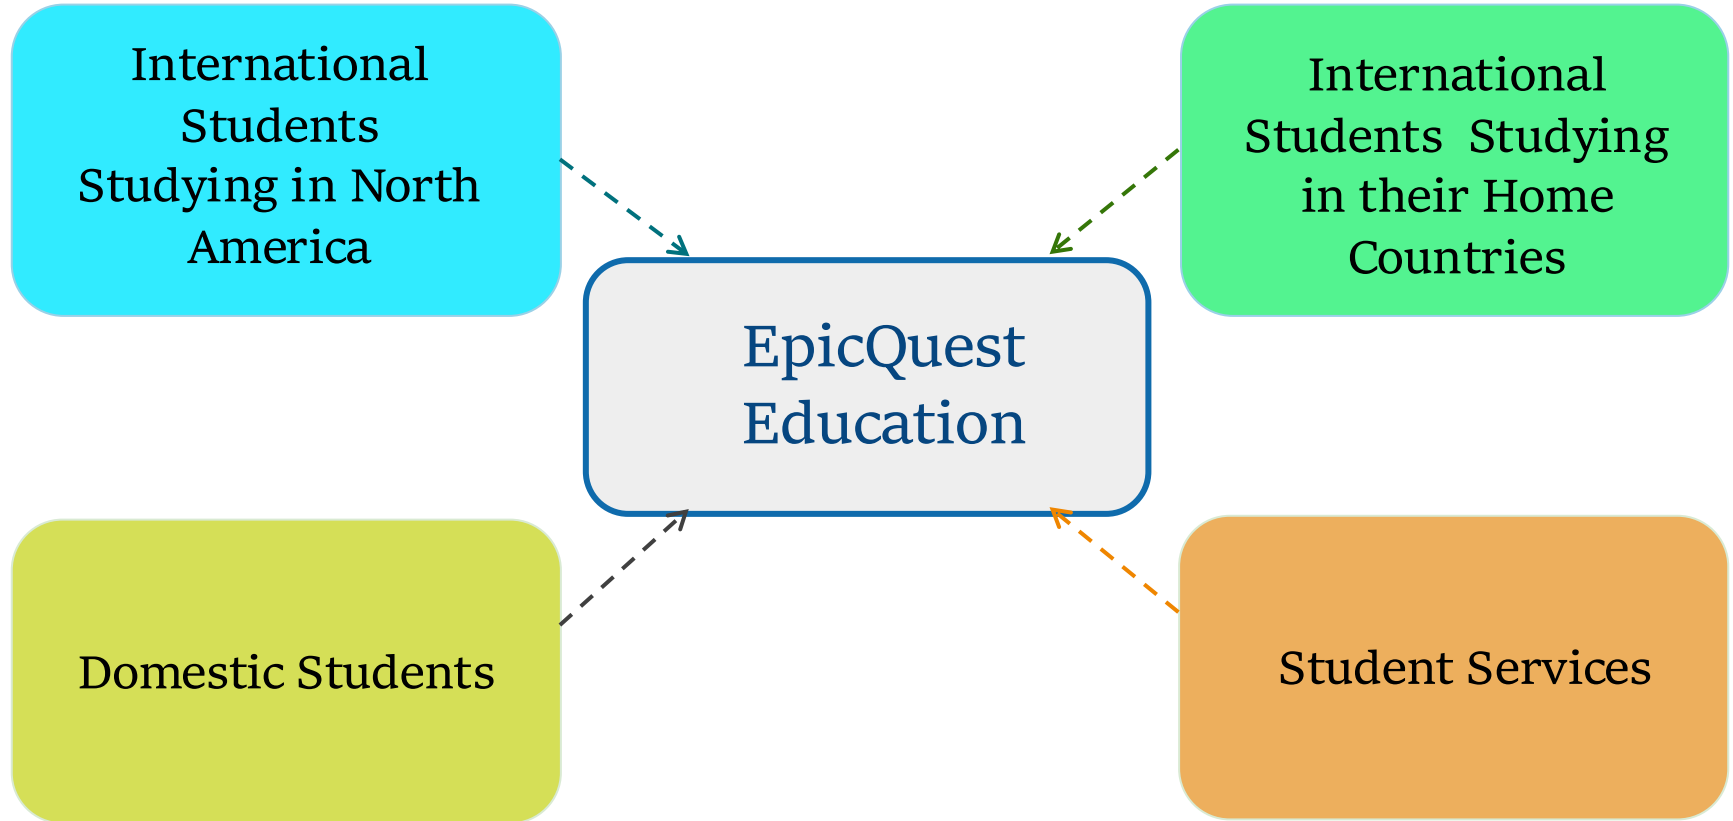 International
Students
Studying in North
America
International
Students  Studying
in their Home
Countries
EpicQuest
Education
Domestic Students
Student Services